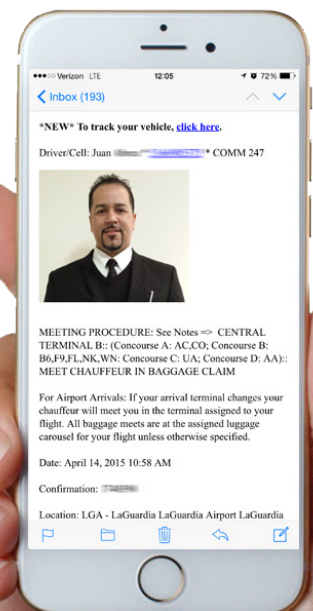 Verizon LTE 12:05 72%
Inbox (193)
*NEW* To track your vehicle, click here.
Driver/Cell: Juan * COMM 247
MEETING PROCEDURE: See Notes => CENTRAL
TERMINAL B:: (Concourse A: AC,CO; Concourse B:
B6,F9,FL,NK,WN: Concourse C: UA; Concourse D: AA)::
MEET CHAUFFEUR IN BAGGAGE CLAIM
For Airport Arrivals: If your arrival terminal changes your
chauffeur will meet you in the terminal assigned to your
flight. All baggage meets are at the assigned luggage
carousel for your flight unless otherwise specified.
Date: April 14, 2015 10:58 AM
Confirmation:
Location: LGA - LaGuardia LaGuardia Airport LaGuardia